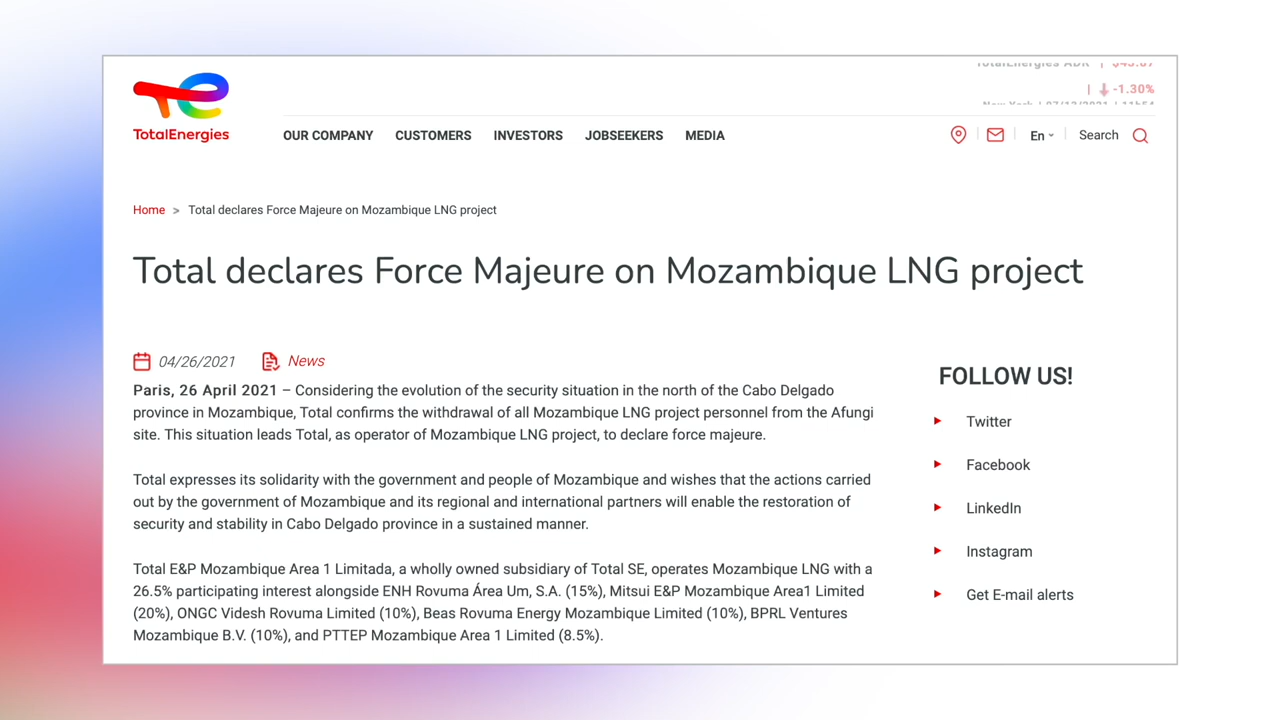 TotalEnergies ADR | $43.87
| -1.30%
TotalEnergies
OUR COMPANY CUSTOMERS INVESTORS JOBSEEKERS MEDIA
En Search
Home > Total declares Force Majeure on Mozambique LNG project
Total declares Force Majeure on Mozambique LNG project
04/26/2021 News
Paris, 26 April 2021 – Considering the evolution of the security situation in the north of the Cabo Delgado
province in Mozambique, Total confirms the withdrawal of all Mozambique LNG project personnel from the Afungi
site. This situation leads Total, as operator of Mozambique LNG project, to declare force majeure.
Total expresses its solidarity with the government and people of Mozambique and wishes that the actions carried
out by the government of Mozambique and its regional and international partners will enable the restoration of
security and stability in Cabo Delgado province in a sustained manner.
Total E&P Mozambique Area 1 Limitada, a wholly owned subsidiary of Total SE, operates Mozambique LNG with a
26.5% participating interest alongside ENH Rovuma Área Um, S.A. (15%), Mitsui E&P Mozambique Area1 Limited
(20%), ONGC Videsh Rovuma Limited (10%), Beas Rovuma Energy Mozambique Limited (10%), BPRL Ventures
Mozambique B.V. (10%), and PTTEP Mozambique Area 1 Limited (8.5%).
FOLLOW US!
Twitter
Facebook
LinkedIn
Instagram
Get E-mail alerts